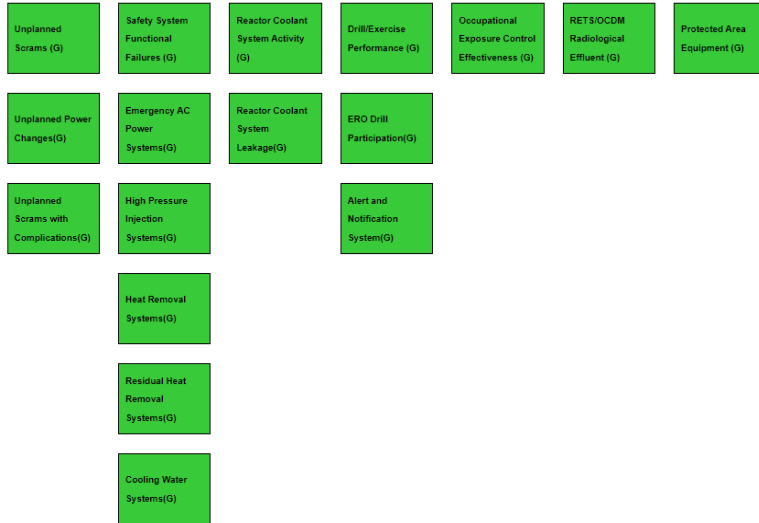 Unplanned
Scrams (G)
Safety System
Functional
Failures (G)
Reactor Coolant
System Activity
(G)
Drill/Exercise
Performance (G)
Occupational
Exposure Control
Effectiveness (G)
RETS/OCDM
Radiological
Effluent (G)
Protected Area
Equipment (G)
Unplanned Power
Changes(G)
Emergency AC
Power
Systems(G)
Reactor Coolant
System
Leakage(G)
ERO Drill
Participation(G)
Unplanned
Scrams with
Complications(G)
High Pressure
Injection
Systems(G)
Alert and
Notification
System(G)
Heat Removal
Systems(G)
Residual Heat
Removal
Systems(G)
Cooling Water
Systems(G)